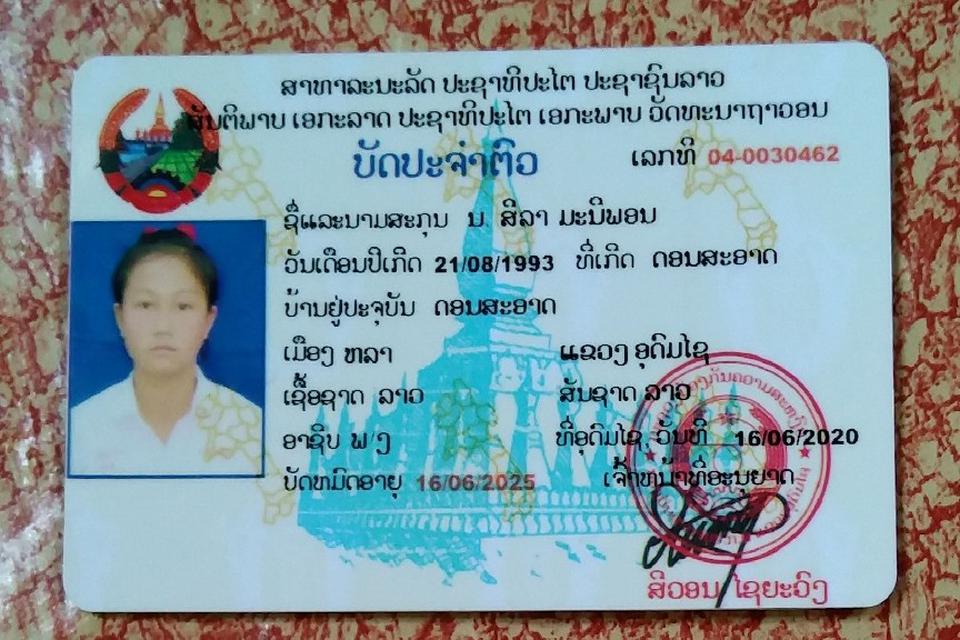 ສາທາລະນະລັດ ປະຊາທິປະໄຕ ປະຊາຊົນລາວ
ສັນຕິພາບ ເອກະລາດ ປະຊາທິປະໄຕ ເອກະພາບ ວັດທະນາຖາວອນ
ບັດປະຈຳຕົວ ເລກທີ 04-0030462
ຊື່ແລະນາມສະກຸນ ນ. ສີລາ ມະນີພອນ
ວັນເດືອນປີເກີດ 21/08/1993 ທີ່ເກີດ ດອນສະອາດ
ບ້ານຢູ່ປະຈຸບັນ ດອນສະອາດ
ເມືອງ ຫລາ ແຂວງ ອຸດົມໄຊ
ເຊື້ອຊາດ ລາວ ສັນຊາດ ລາວ
ອາຊີບ ພ/ງ ທີ່ອຸດົມໄຊ, ວັນທີ 16/06/2020
ບັດຫມົດອາຍຸ 16/06/2025 ເຈົ້າຫນ້າທີ່ອະນຸຍາດ
ສີວອນ ໄຊຍະວົງ